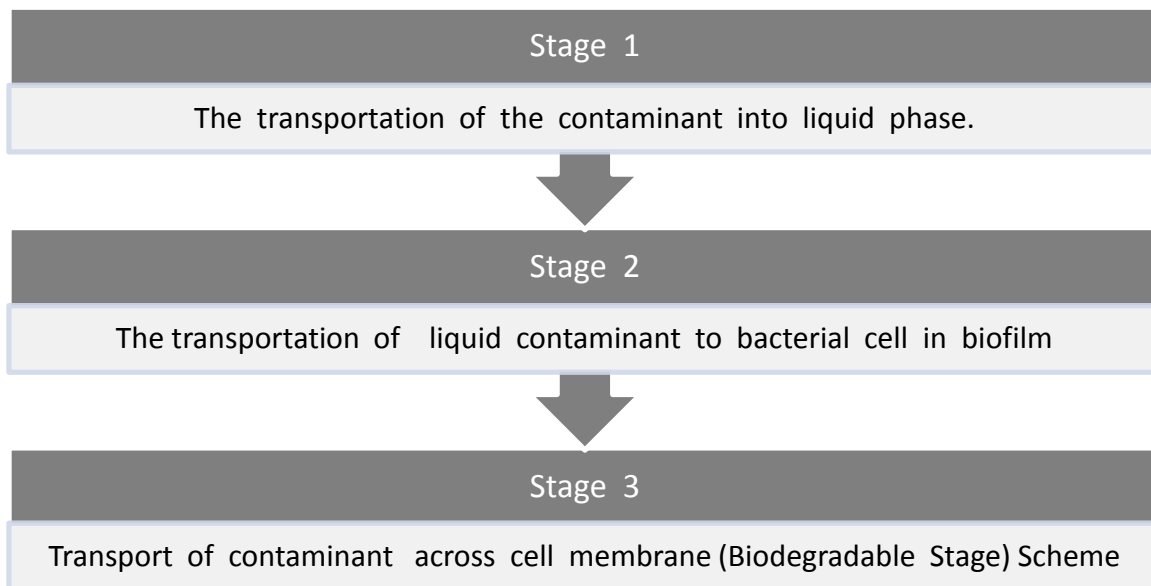 Stage 1
The transportation of the contaminant into liquid phase.
Stage 2
The transportation of liquid contaminant to bacterial cell in biofilm
Stage 3
Transport of contaminant across cell membrane (Biodegradable Stage) Scheme